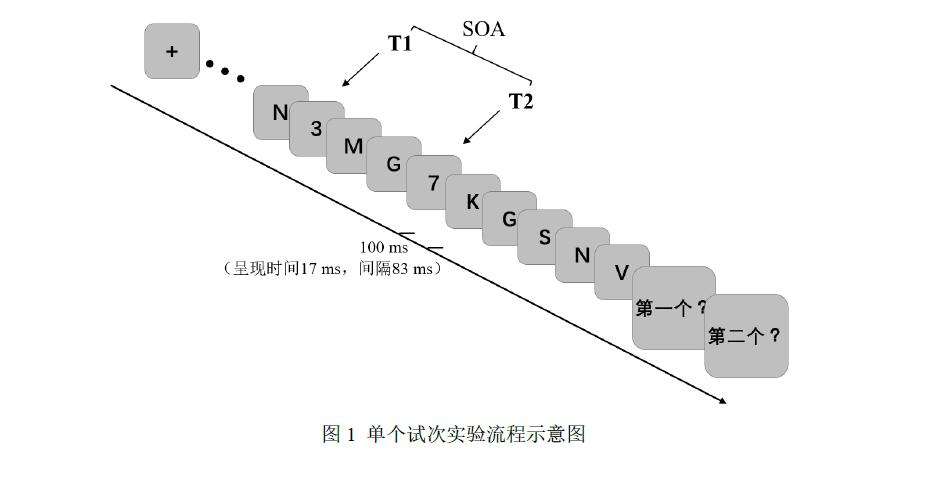 +
SOA
T1
T2
N
3
M
G
7
K
G
S
N
V
100 ms
（呈现时间17 ms，间隔83 ms）
第一个？
第二个？
图 1 单个试次实验流程示意图